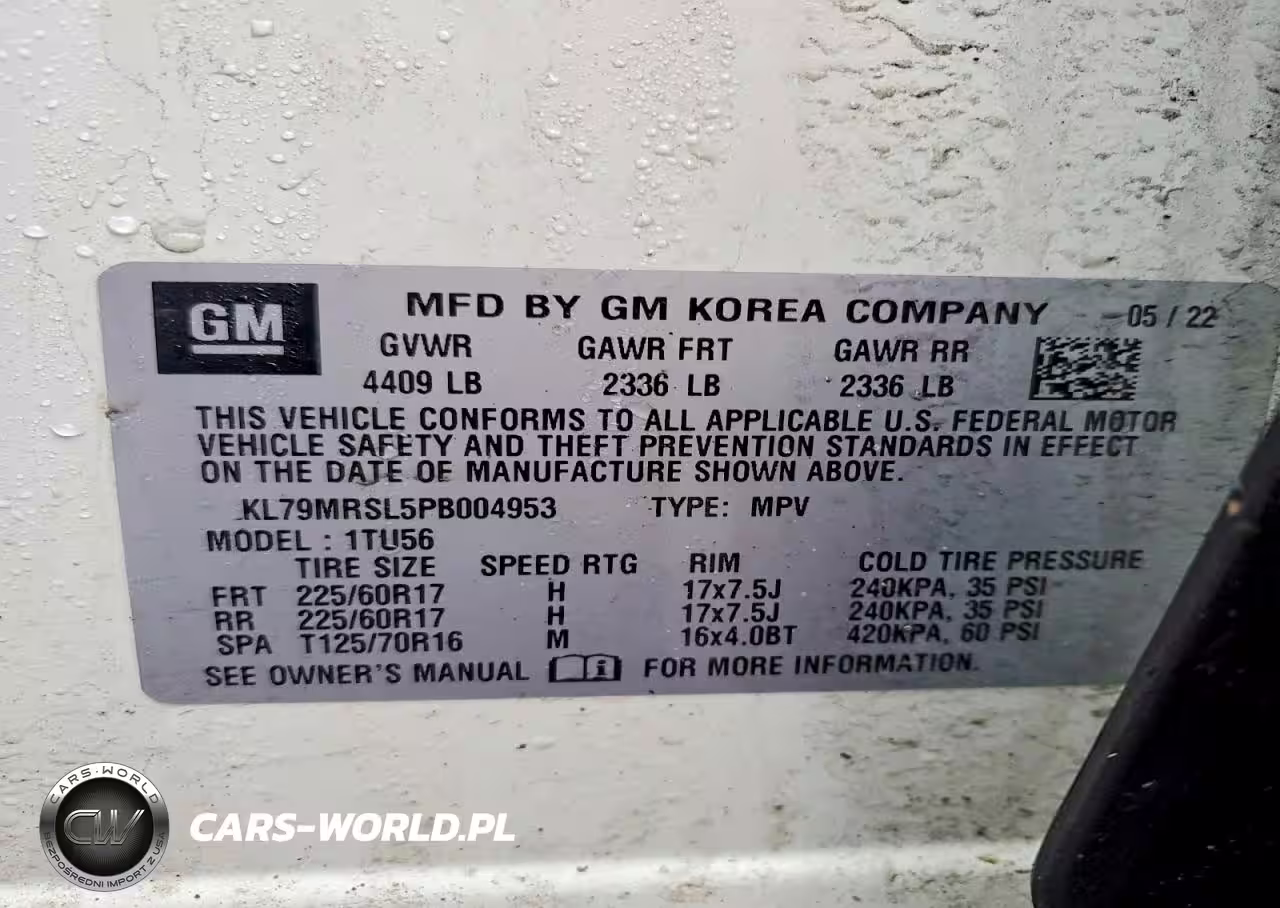 GM
MFD BY GM KOREA COMPANY 05 / 22
GVWR GAWR FRT GAWR RR
4409 LB 2336 LB 2336 LB
THIS VEHICLE CONFORMS TO ALL APPLICABLE U.S. FEDERAL MOTOR
VEHICLE SAFETY AND THEFT PREVENTION STANDARDS IN EFFECT
ON THE DATE OF MANUFACTURE SHOWN ABOVE.
KL79MRSL5PB004953 TYPE: MPV
MODEL : 1TU56
TIRE SIZE SPEED RTG RIM COLD TIRE PRESSURE
FRT 225/60R17 H 17x7.5J 240KPA, 35 PSI
RR 225/60R17 H 17x7.5J 240KPA, 35 PSI
SPA T125/70R16 M 16x4.0BT 420KPA, 60 PSI
SEE OWNER'S MANUAL FOR MORE INFORMATION.
CARS-WORLD
CW
BEZPOŚREDNI IMPORT Z USA
CARS-WORLD.PL